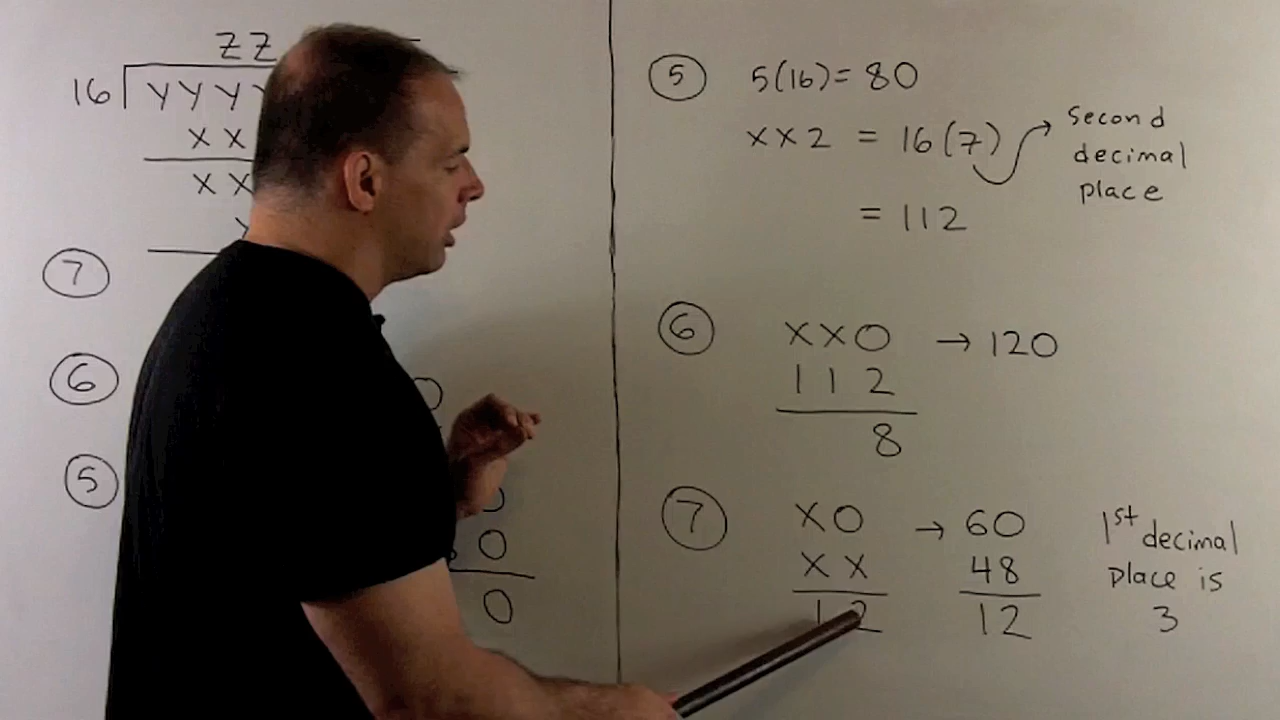 ZZ
16 YYYY
XX
XX
7
6
5
0
0
0
5 5(16)=80
XX2 = 16(7) → Second
decimal
place
= 112
6 XX0 → 120
112
8
7 X0 → 60
XX 48
12 12
1st decimal
place is
3